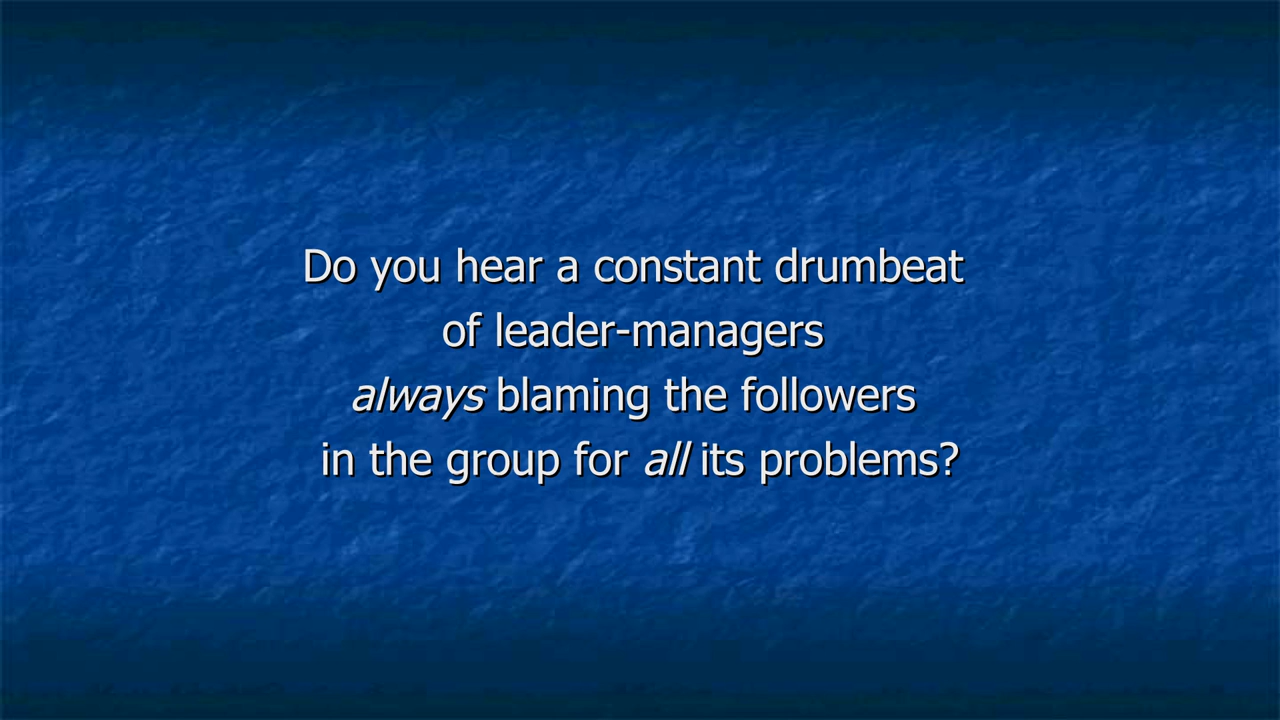 Do you hear a constant drumbeat
of leader-managers
always blaming the followers
in the group for all its problems?